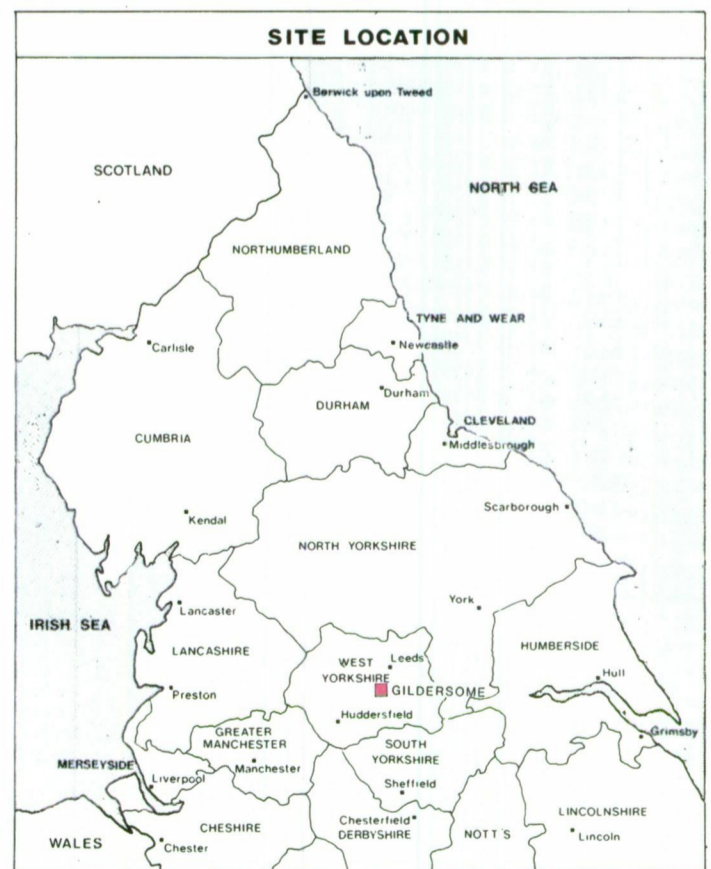 SITE LOCATION
Berwick upon Tweed
SCOTLAND
NORTH SEA
NORTHUMBERLAND
TYNE AND WEAR
Newcastle
Carlisle
Durham
DURHAM
CLEVELAND
CUMBRIA
Middlesbrough
Scarborough
Kendal
NORTH YORKSHIRE
York
Lancaster
IRISH SEA
HUMBERSIDE
LANCASHIRE
WEST
YORKSHIRE
Leeds
Hull
GILDERSOME
Preston
Huddersfield
Grimsby
GREATER
MANCHESTER
SOUTH
YORKSHIRE
MERSEYSIDE
Manchester
Liverpool
Sheffield
LINCOLNSHIRE
Chesterfield
DERBYSHIRE
CHESHIRE
NOTT'S
Lincoln
WALES
Chester